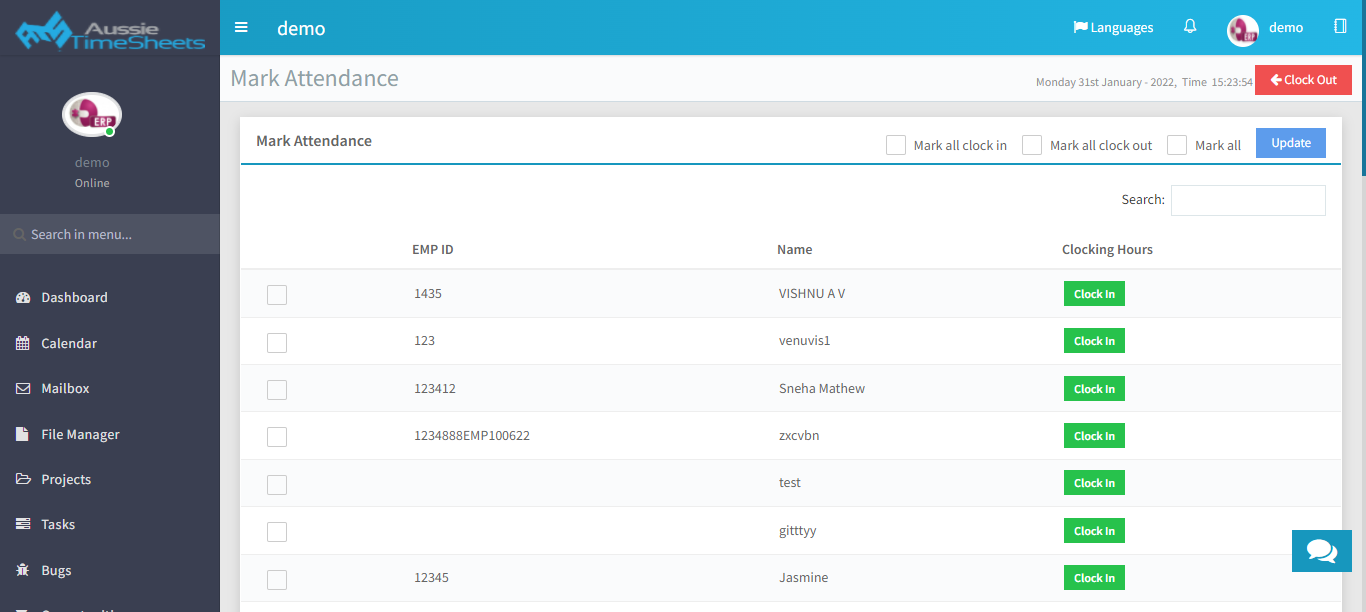 Aussie
TimeSheets
demo
Languages
demo
ERP
demo
Online
Search in menu...
Dashboard
Calendar
Mailbox
File Manager
Projects
Tasks
Bugs
Mark Attendance
Monday 31st January - 2022, Time 15:23:54
Clock Out
Mark Attendance
Mark all clock in
Mark all clock out
Mark all
Update
Search:
EMP ID Name Clocking Hours
1435 VISHNU A V Clock In
123 venuvis1 Clock In
123412 Sneha Mathew Clock In
1234888EMP100622 zxcvbn Clock In
test Clock In
gitttyy Clock In
12345 Jasmine Clock In